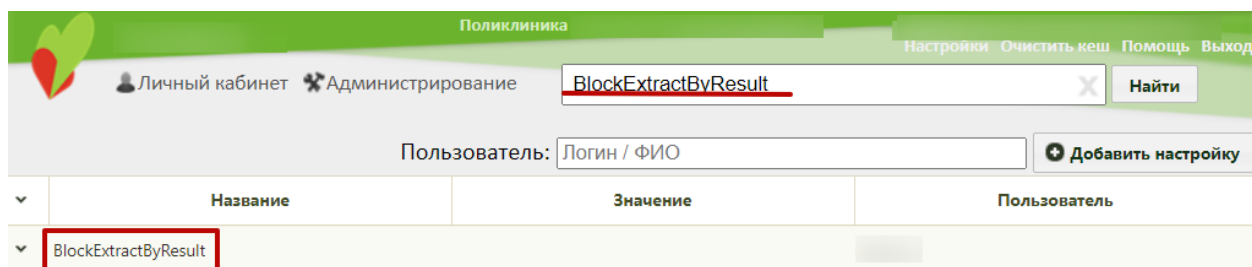 Поликлиника
Настройки Очистить кеш Помощь Выход
Личный кабинет Администрирование BlockExtractByResult X Найти
Пользователь: Логин / ФИО Добавить настройку
Название Значение Пользователь
BlockExtractByResult